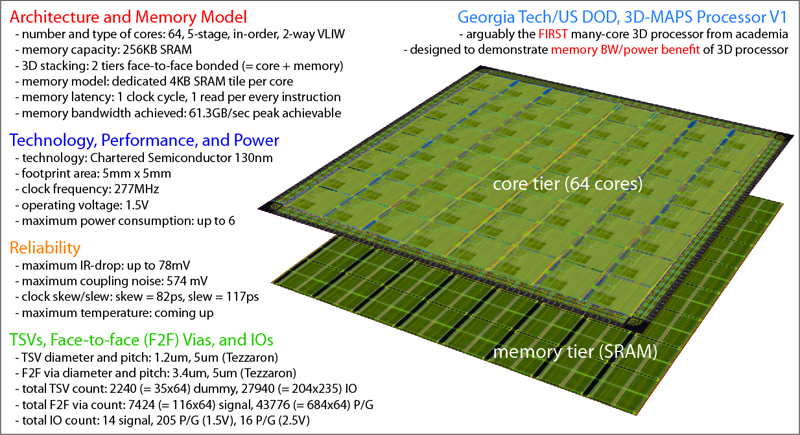 Architecture and Memory Model
- number and type of cores: 64, 5-stage, in-order, 2-way VLIW
- memory capacity: 256KB SRAM
- 3D stacking: 2 tiers face-to-face bonded (= core + memory)
- memory model: dedicated 4KB SRAM tile per core
- memory latency: 1 clock cycle, 1 read per every instruction
- memory bandwidth achieved: 61.3GB/sec peak achievable
Technology, Performance, and Power
- technology: Chartered Semiconductor 130nm
- footprint area: 5mm x 5mm
- clock frequency: 277MHz
- operating voltage: 1.5V
- maximum power consumption: up to 6
Reliability
- maximum IR-drop: up to 78mV
- maximum coupling noise: 574 mV
- clock skew/slew: skew = 82ps, slew = 117ps
- maximum temperature: coming up
TSVs, Face-to-face (F2F) Vias, and IOs
- TSV diameter and pitch: 1.2um, 5um (Tezzaron)
- F2F via diameter and pitch: 3.4um, 5um (Tezzaron)
- total TSV count: 2240 (= 35x64) dummy, 27940 (= 204x235) IO
- total F2F via count: 7424 (= 116x64) signal, 43776 (= 684x64) P/G
- total IO count: 14 signal, 205 P/G (1.5V), 16 P/G (2.5V)
Georgia Tech/US DOD, 3D-MAPS Processor V1
- arguably the FIRST many-core 3D processor from academia
- designed to demonstrate memory BW/power benefit of 3D processor
core tier (64 cores)
memory tier (SRAM)